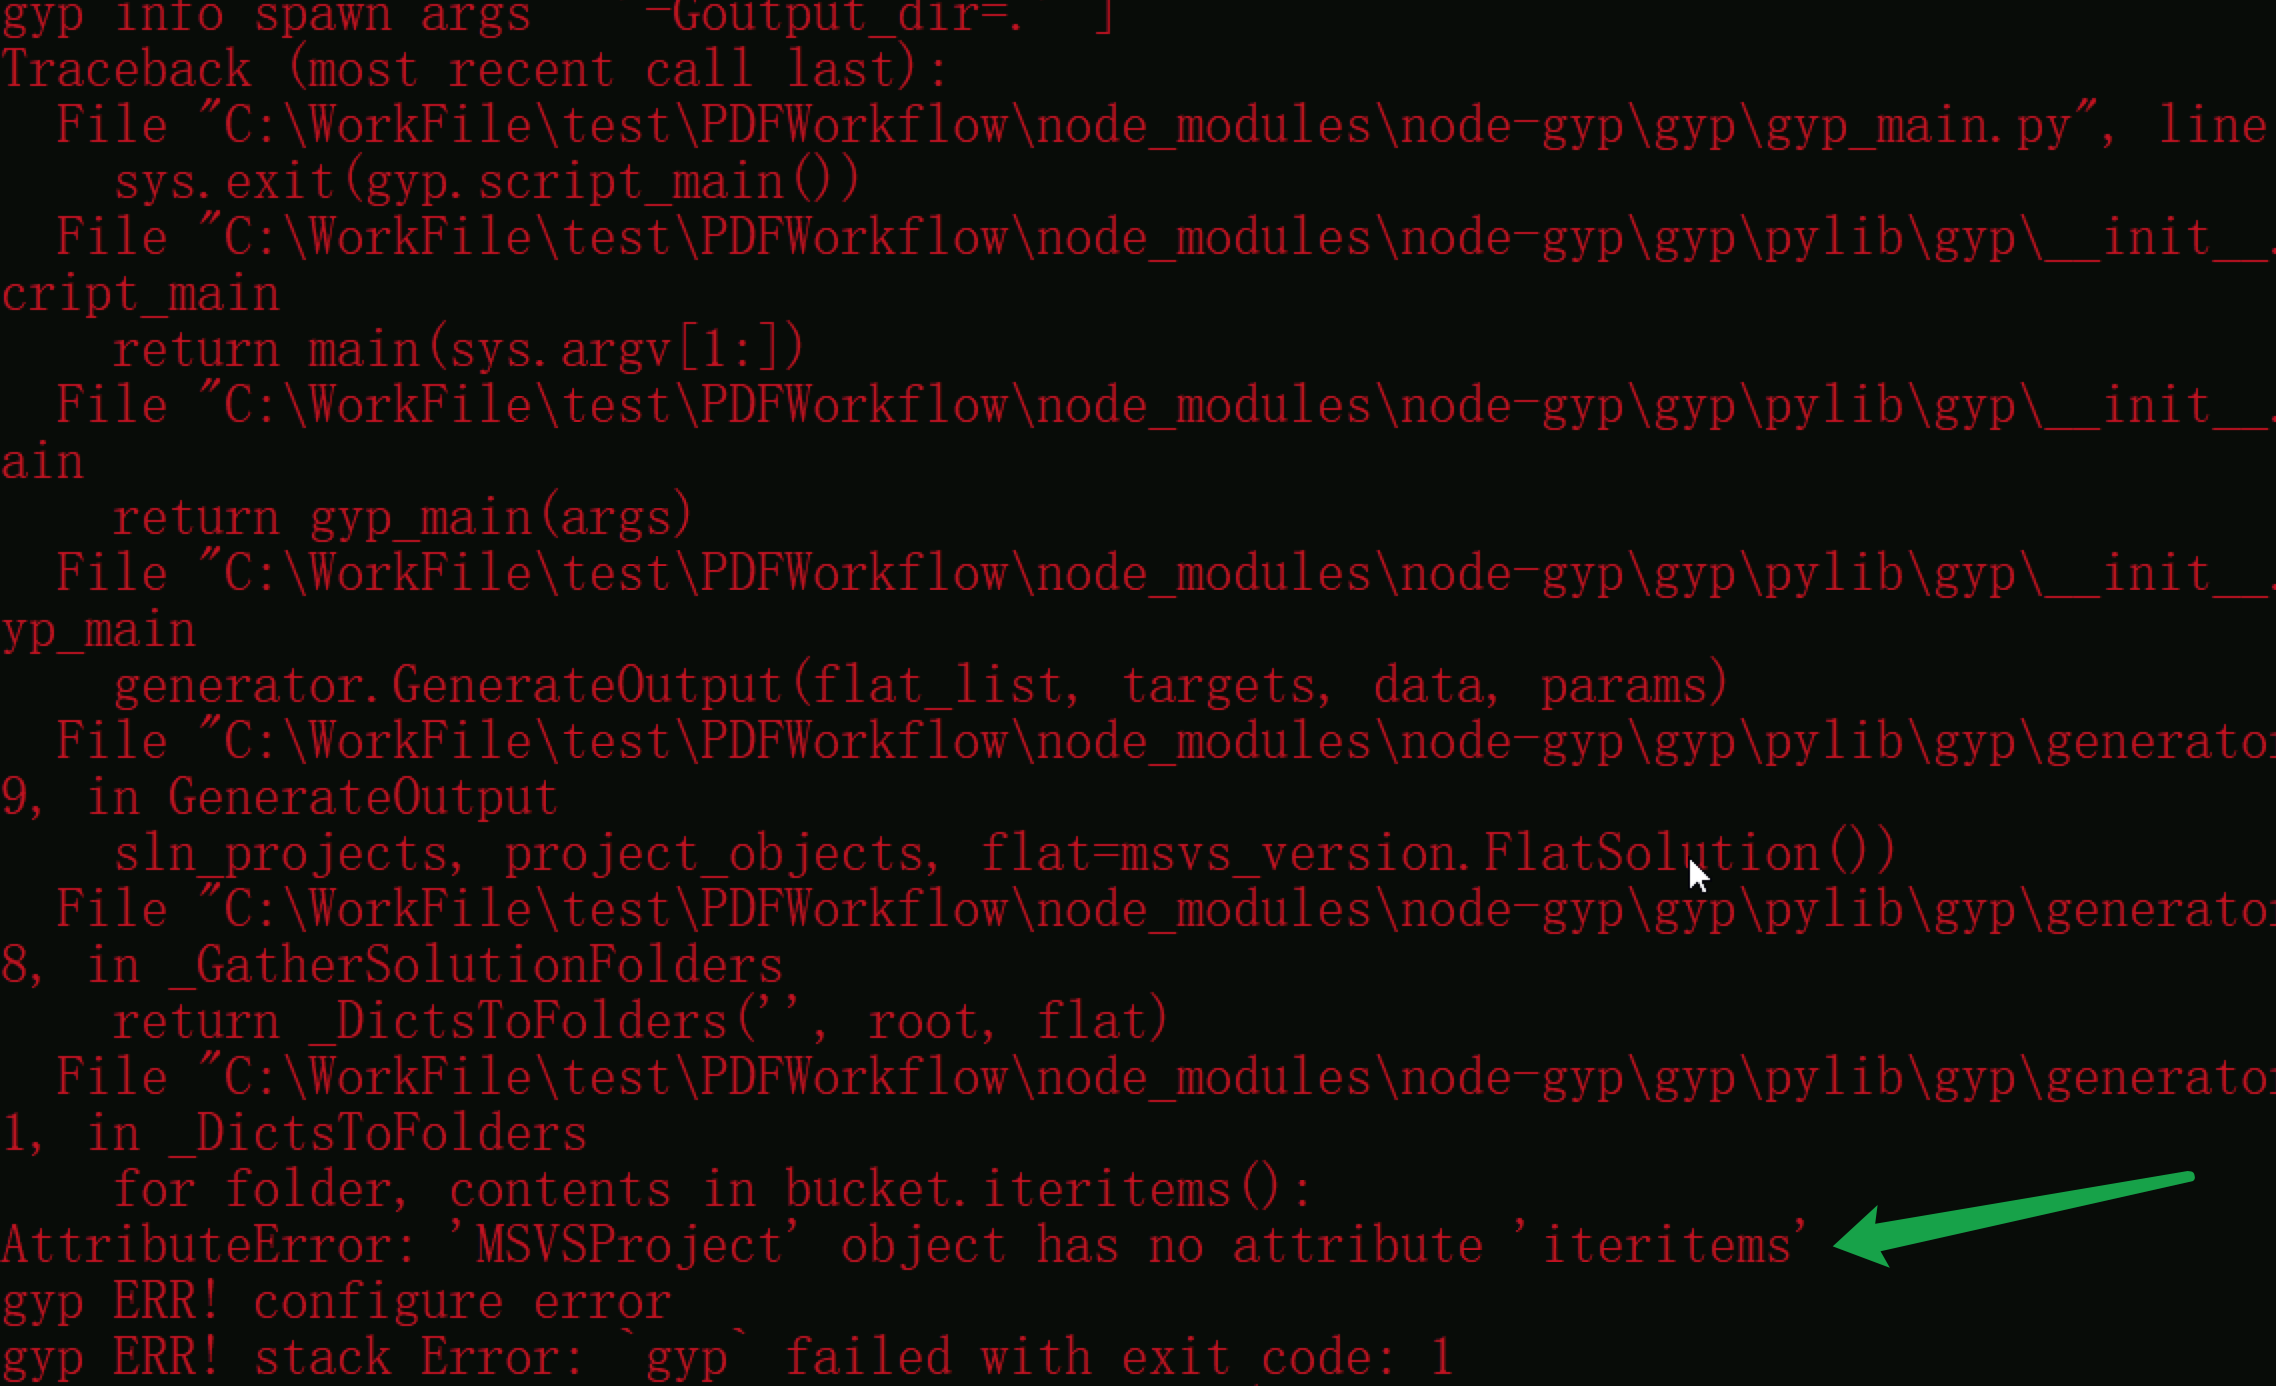 gyp info spawn args   '-Goutput_dir=.' ]
Traceback (most recent call last):
  File "C:\WorkFile\test\PDFWorkflow\node_modules\node-gyp\gyp\gyp_main.py", line
    sys.exit(gyp.script_main())
  File "C:\WorkFile\test\PDFWorkflow\node_modules\node-gyp\gyp\pylib\gyp\__init__.
cript_main
    return main(sys.argv[1:])
  File "C:\WorkFile\test\PDFWorkflow\node_modules\node-gyp\gyp\pylib\gyp\__init__.
ain
    return gyp_main(args)
  File "C:\WorkFile\test\PDFWorkflow\node_modules\node-gyp\gyp\pylib\gyp\__init__.
yp_main
    generator.GenerateOutput(flat_list, targets, data, params)
  File "C:\WorkFile\test\PDFWorkflow\node_modules\node-gyp\gyp\pylib\gyp\generator
9, in GenerateOutput
    sln_projects, project_objects, flat=msvs_version.FlatSolution())
  File "C:\WorkFile\test\PDFWorkflow\node_modules\node-gyp\gyp\pylib\gyp\generator
8, in _GatherSolutionFolders
    return _DictsToFolders('', root, flat)
  File "C:\WorkFile\test\PDFWorkflow\node_modules\node-gyp\gyp\pylib\gyp\generator
1, in _DictsToFolders
    for folder, contents in bucket.iteritems():
AttributeError: 'MSVSProject' object has no attribute 'iteritems'
gyp ERR! configure error
gyp ERR! stack Error: `gyp` failed with exit code: 1